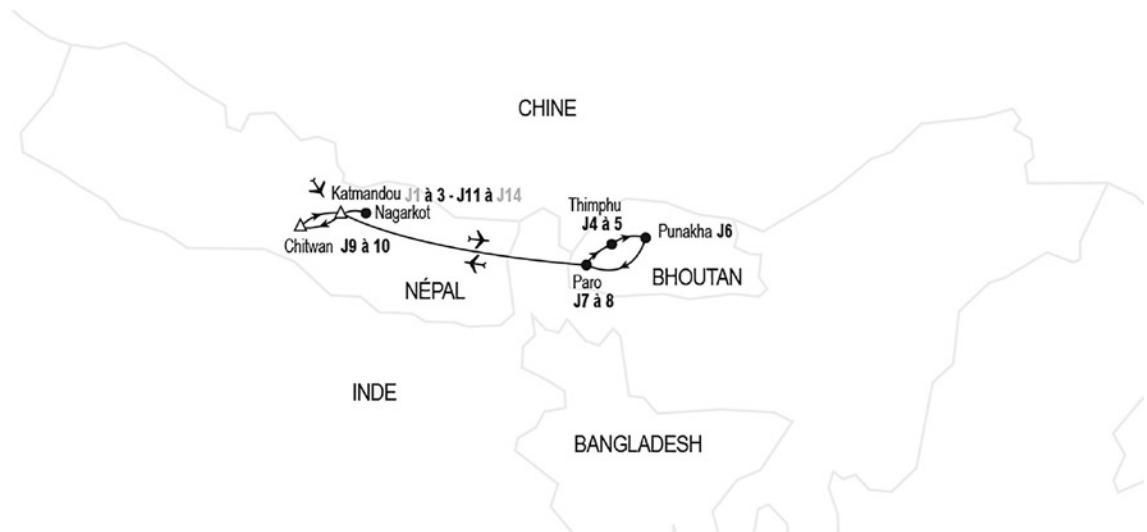 CHINE
Katmandou J1 à 3 - J11 à J14
Nagarkot
Chitwan J9 à 10
Thimphu
J4 à 5
Punakha J6
Paro
J7 à 8
NÉPAL
BHOUTAN
INDE
BANGLADESH